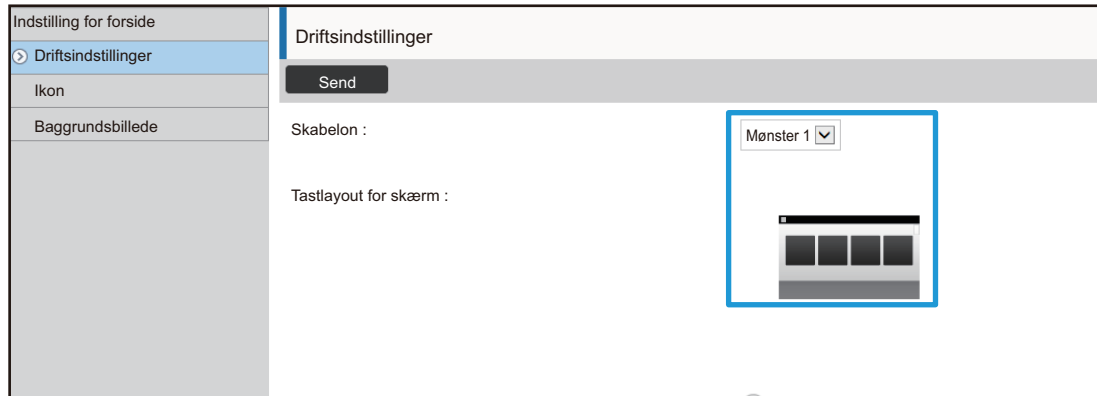 Indstilling for forside
Driftsindstillinger
Ikon
Baggrundsbillede
Driftsindstillinger
Send
Skabelon :
Mønster 1
Tastlayout for skærm :